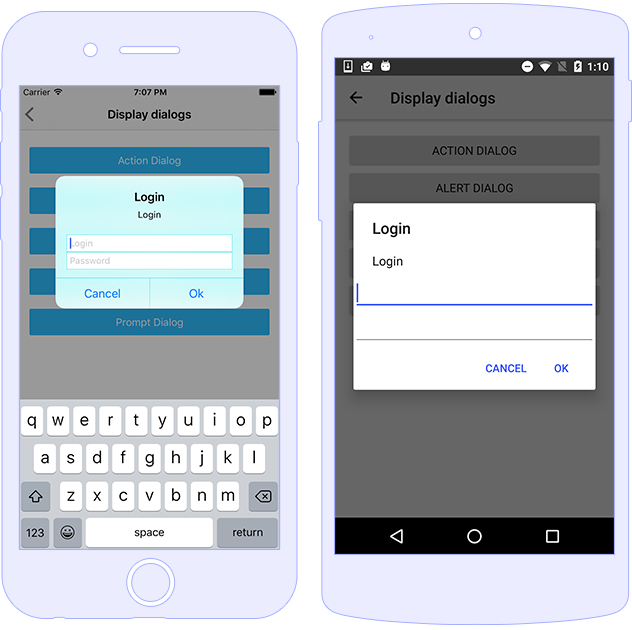 Carrier 7:07 PM
Display dialogs
Action Dialog
Login
Login
Login
Password
Cancel Ok
Prompt Dialog
q w e r t y u i o p
a s d f g h j k l
z x c v b n m
123 space return
1:10
Display dialogs
ACTION DIALOG
ALERT DIALOG
Login
Login
CANCEL OK